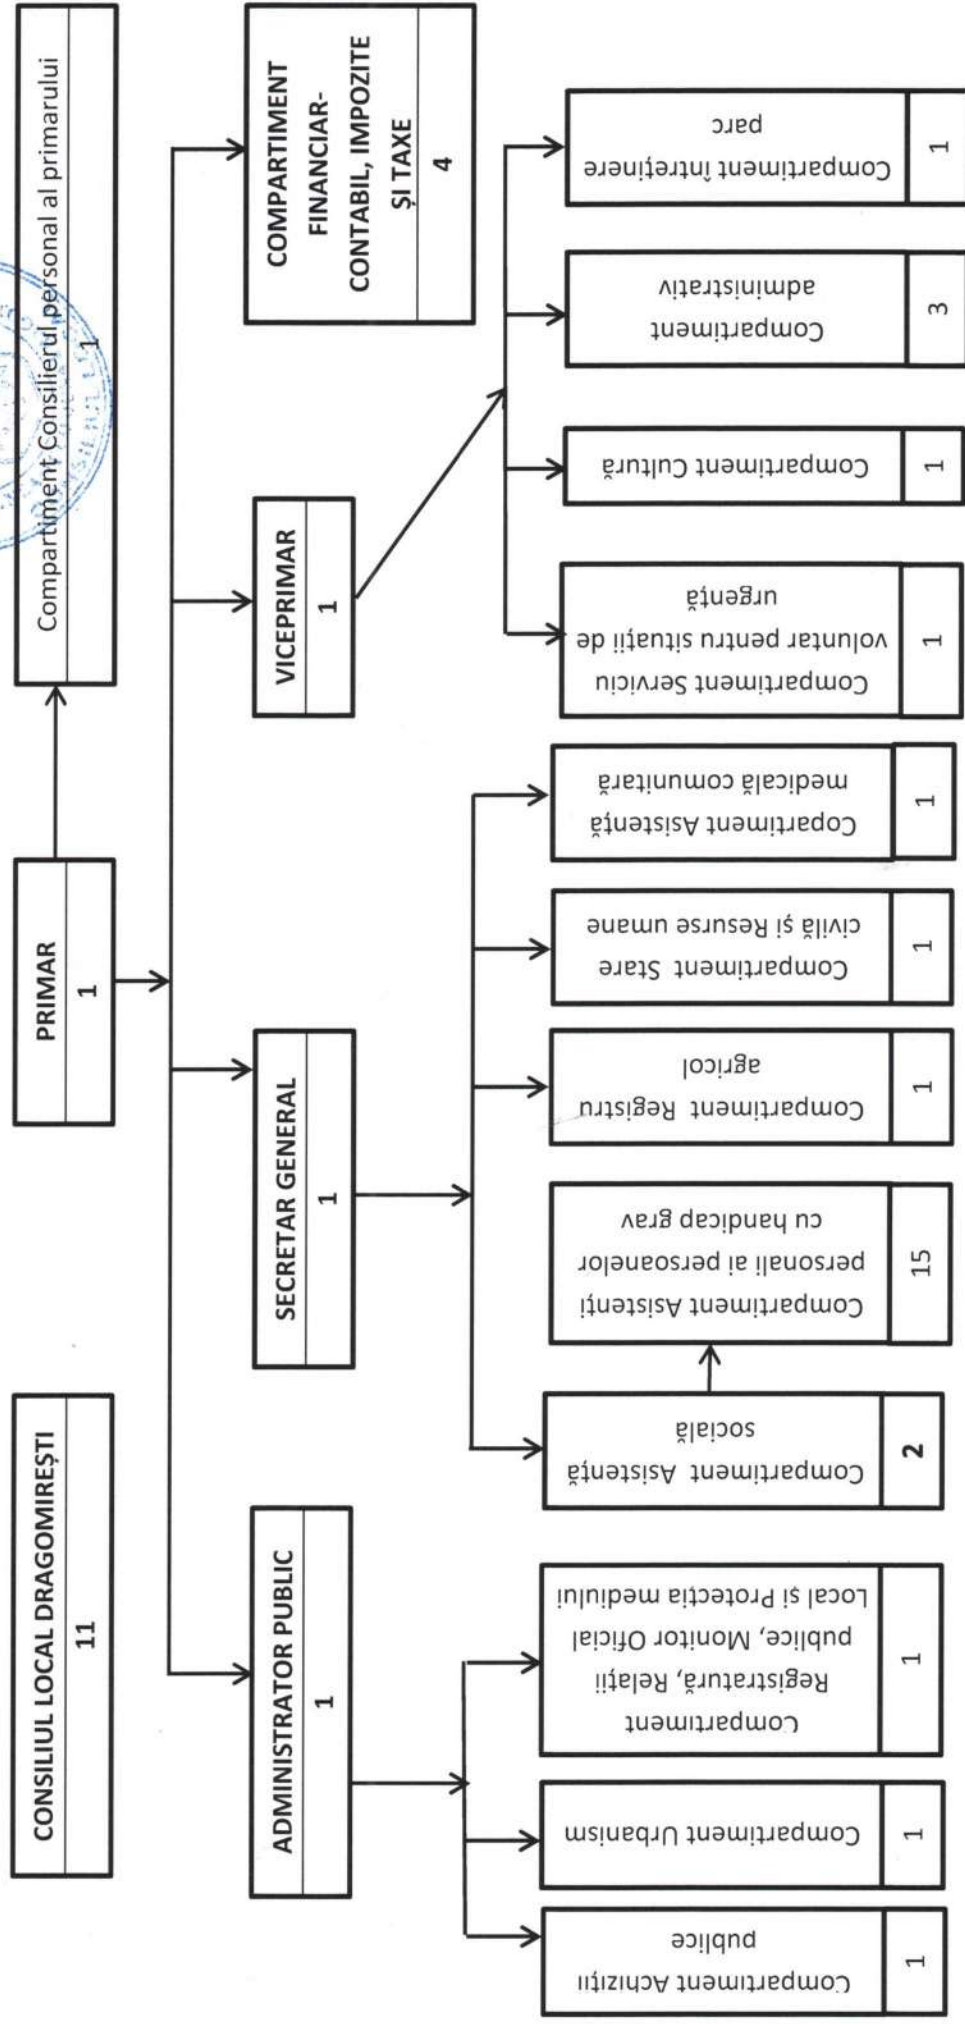 CONSILIUL LOCAL DRAGOMIREȘTI
11
PRIMAR
1
Compartiment Consilierul personal al primarului
1
ADMINISTRATOR PUBLIC
1
SECRETAR GENERAL
1
VICEPRIMAR
1
COMPARTIMENT
FINANCIAR-
CONTABIL, IMPOZITE
ȘI TAXE
4
Compartiment Achiziții
publice
1
Compartiment Urbanism
1
Compartiment
Registratură, Relații
publice, Monitor Oficial
Local și Protecția mediului
1
Compartiment Asistență
socială
2
Compartiment Asistenți
personali ai persoanelor
cu handicap grav
15
Compartiment Registru
agricol
1
Compartiment Stare
civilă și Resurse umane
1
Copartiment Asistență
medicală comunitară
1
Compartiment Serviciu
voluntar pentru situații de
urgență
1
Compartiment Cultură
1
Compartiment
administrativ
3
Compartiment întreținere
parc
1